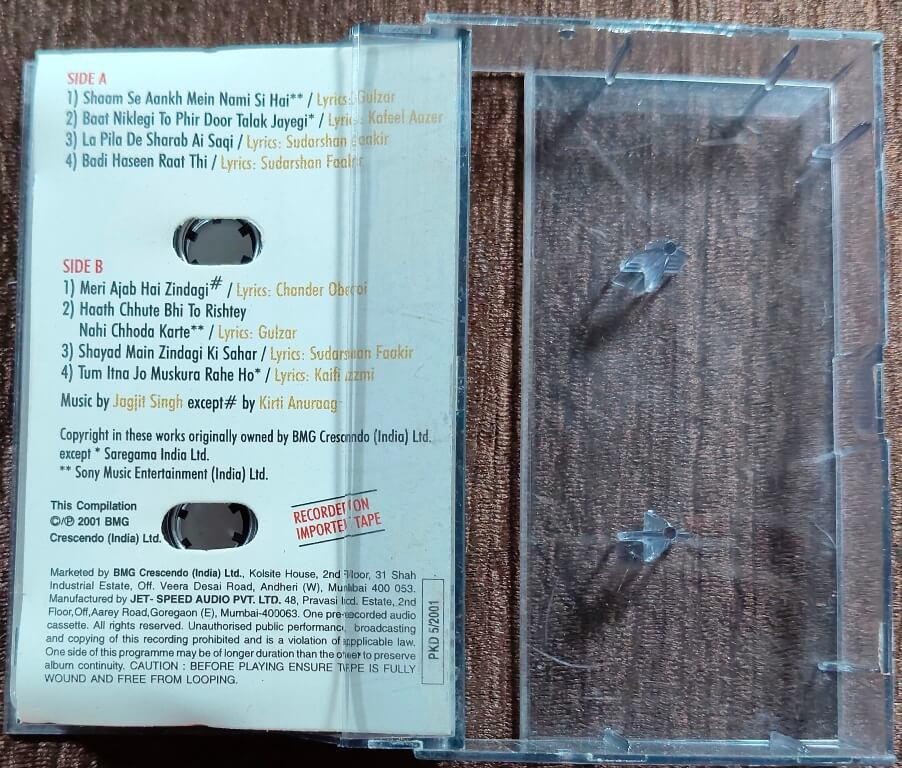 SIDE A
1) Shaam Se Aankh Mein Nami Si Hai** / Lyrics: Gulzar
2) Baat Niklegi To Phir Door Talak Jayegi* / Lyrics: Kafeel Aazer
3) La Pila De Sharab Ai Saqi / Lyrics: Sudarshan Faakir
4) Badi Haseen Raat Thi / Lyrics: Sudarshan Faakir
SIDE B
1) Meri Ajab Hai Zindagi# / Lyrics: Chander Oberoi
2) Haath Chhute Bhi To Rishtey
Nahi Chhoda Karte** / Lyrics: Gulzar
3) Shayad Main Zindagi Ki Sahar / Lyrics: Sudarshan Faakir
4) Tum Itna Jo Muskura Rahe Ho* / Lyrics: Kaifi Azmi
Music by Jagjit Singh except# by Kirti Anuraag
Copyright in these works originally owned by BMG Crescendo (India) Ltd.
except * Saregama India Ltd.
** Sony Music Entertainment (India) Ltd.
This Compilation
©/℗ 2001 BMG
Crescendo (India) Ltd.
RECORDED ON
IMPORTED TAPE
Marketed by BMG Crescendo (India) Ltd., Kolsite House, 2nd Floor, 31 Shah
Industrial Estate, Off. Veera Desai Road, Andheri (W), Mumbai 400 053.
Manufactured by JET- SPEED AUDIO PVT. LTD. 48, Pravasi Ind. Estate, 2nd
Floor,Off,Aarey Road,Goregaon (E), Mumbai-400063. One pre-recorded audio
cassette. All rights reserved. Unauthorised public performance, broadcasting
and copying of this recording prohibited and is a violation of applicable law.
One side of this programme may be of longer duration than the other to preserve
album continuity. CAUTION : BEFORE PLAYING ENSURE TAPE IS FULLY
WOUND AND FREE FROM LOOPING.
PKD 5/2001